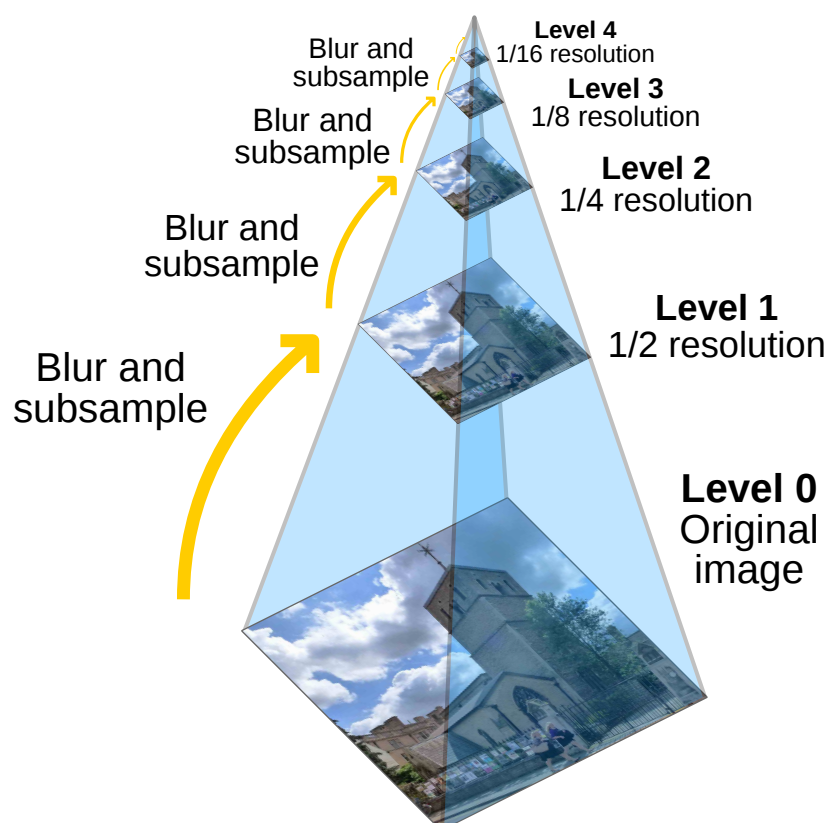 Level 4
1/16 resolution
Blur and
subsample
Level 3
1/8 resolution
Blur and
subsample
Level 2
1/4 resolution
Blur and
subsample
Level 1
1/2 resolution
Blur and
subsample
Level 0
Original
image